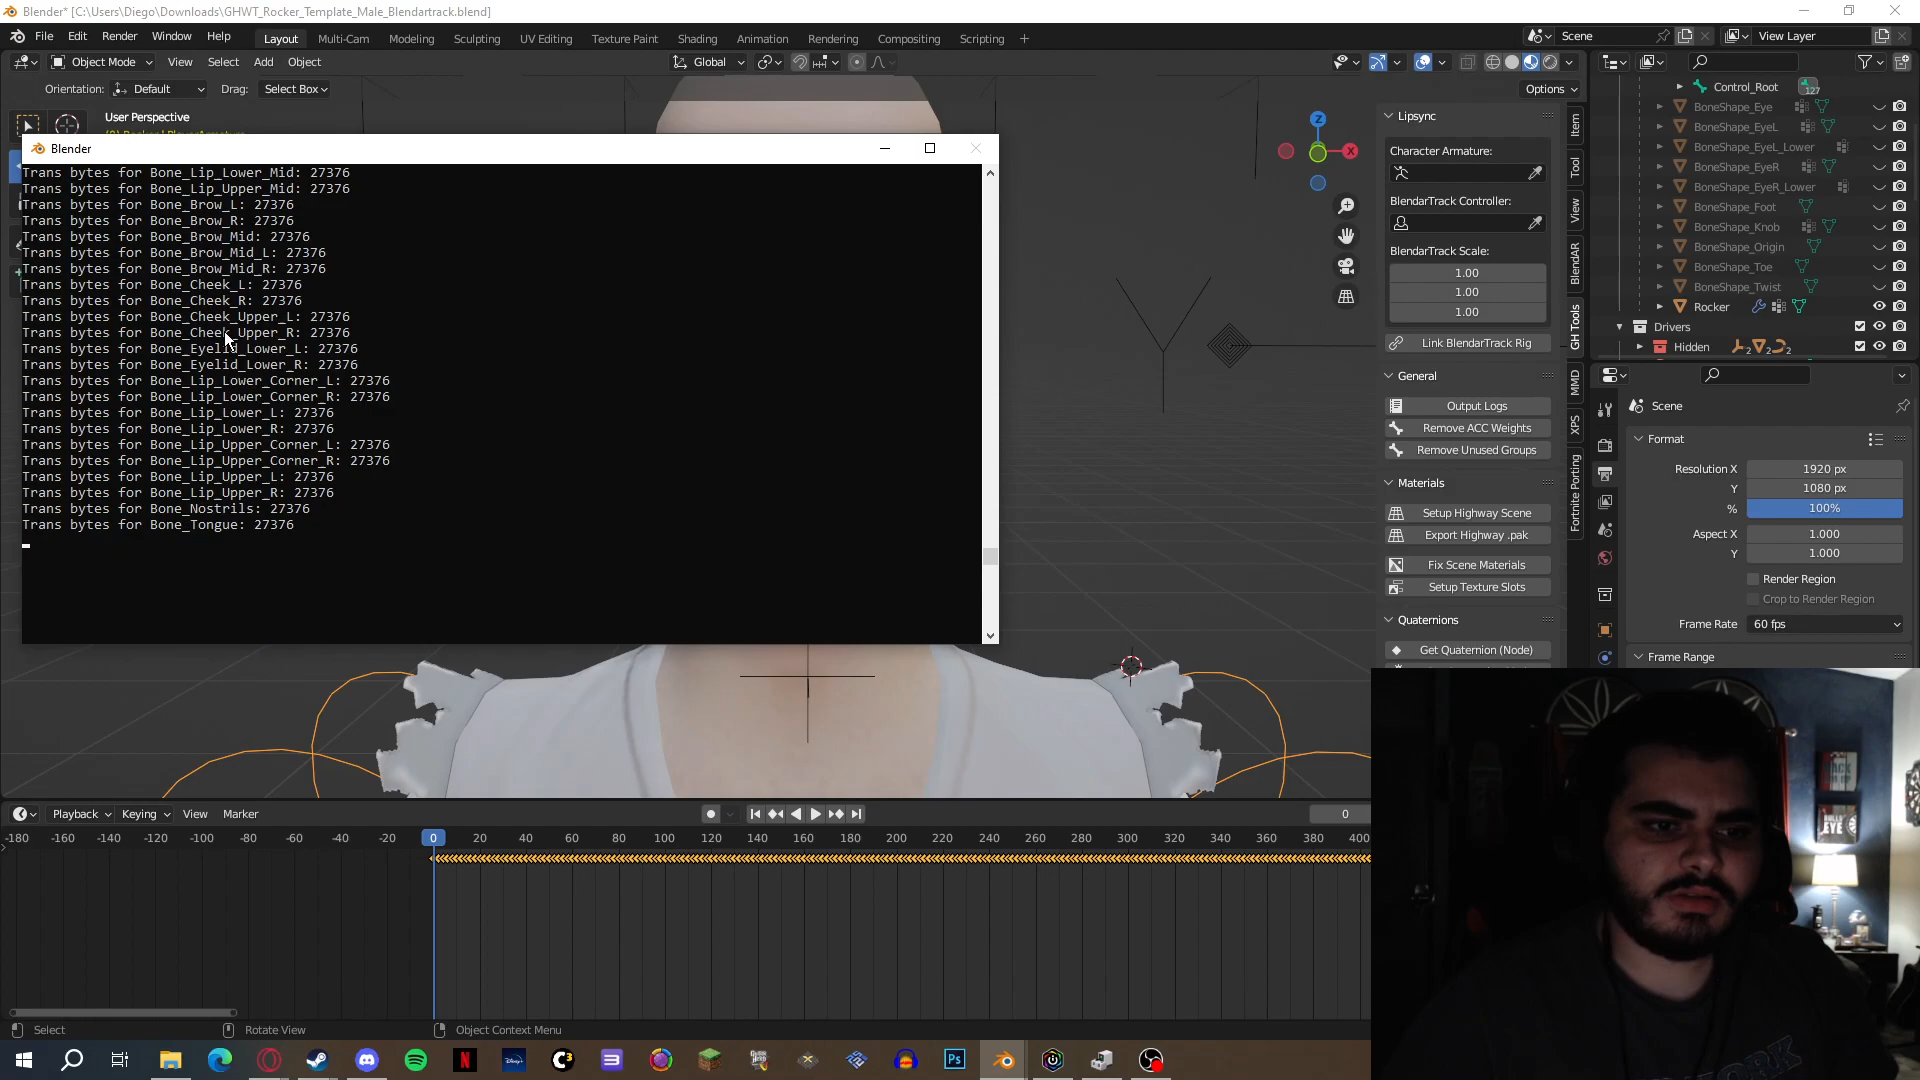 Blender* [C:\Users\Diego\Downloads\GHWT_Rocker_Template_Male_Blendartrack.blend]
File Edit Render Window Help
Layout Multi-Cam Modeling Sculpting UV Editing Texture Paint Shading Animation Rendering Compositing Scripting +
Scene
View Layer
Object Mode View Select Add Object
Global
Orientation: Default Drag: Select Box
Options
User Perspective
Blender
Trans bytes for Bone_Lip_Lower_Mid: 27376
Trans bytes for Bone_Lip_Upper_Mid: 27376
Trans bytes for Bone_Brow_L: 27376
Trans bytes for Bone_Brow_R: 27376
Trans bytes for Bone_Brow_Mid: 27376
Trans bytes for Bone_Brow_Mid_L: 27376
Trans bytes for Bone_Brow_Mid_R: 27376
Trans bytes for Bone_Cheek_L: 27376
Trans bytes for Bone_Cheek_R: 27376
Trans bytes for Bone_Cheek_Upper_L: 27376
Trans bytes for Bone_Cheek_Upper_R: 27376
Trans bytes for Bone_Eyelid_Lower_L: 27376
Trans bytes for Bone_Eyelid_Lower_R: 27376
Trans bytes for Bone_Lip_Lower_Corner_L: 27376
Trans bytes for Bone_Lip_Lower_Corner_R: 27376
Trans bytes for Bone_Lip_Lower_L: 27376
Trans bytes for Bone_Lip_Lower_R: 27376
Trans bytes for Bone_Lip_Upper_Corner_L: 27376
Trans bytes for Bone_Lip_Upper_Corner_R: 27376
Trans bytes for Bone_Lip_Upper_L: 27376
Trans bytes for Bone_Lip_Upper_R: 27376
Trans bytes for Bone_Nostrils: 27376
Trans bytes for Bone_Tongue: 27376
Z
X
Lipsync
Character Armature:
BlendarTrack Controller:
BlendarTrack Scale:
1.00
1.00
1.00
Link BlendarTrack Rig
General
Output Logs
Remove ACC Weights
Remove Unused Groups
Materials
Setup Highway Scene
Export Highway .pak
Fix Scene Materials
Setup Texture Slots
Quaternions
Get Quaternion (Node)
Item
Tool
View
BlendAR
GH Tools
MMD
XPS
Fortnite Porting
Control_Root 127
BoneShape_Eye
BoneShape_EyeL
BoneShape_EyeL_Lower
BoneShape_EyeR
BoneShape_EyeR_Lower
BoneShape_Foot
BoneShape_Knob
BoneShape_Origin
BoneShape_Toe
BoneShape_Twist
Rocker
Drivers
Hidden 2 2 2
Scene
Format
Resolution X 1920 px
Y 1080 px
% 100%
Aspect X 1.000
Y 1.000
Render Region
Crop to Render Region
Frame Rate 60 fps
Frame Range
Playback Keying View Marker
0
-180 -160 -140 -120 -100 -80 -60 -40 -20 0 20 40 60 80 100 120 140 160 180 200 220 240 260 280 300 320 340 360 380 400
Select Rotate View Object Context Menu